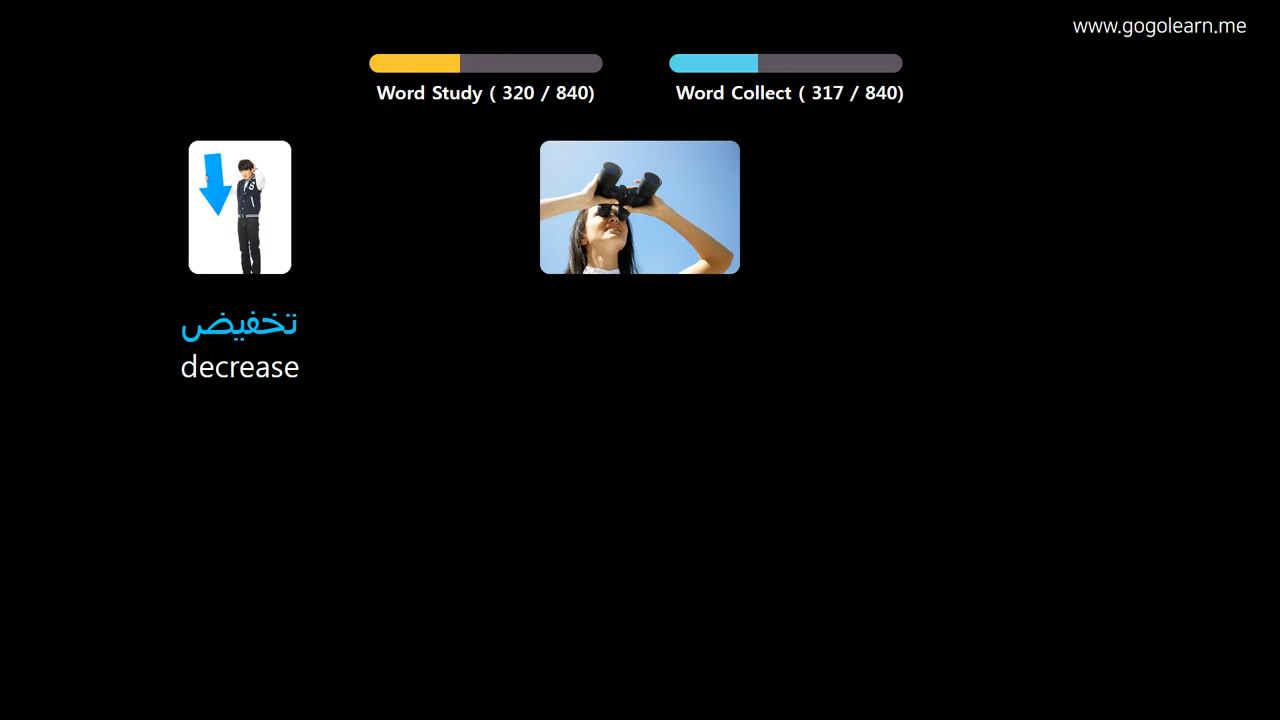 www.gogolearn.me
Word Study ( 320 / 840)
Word Collect ( 317 / 840)
تخفيض
decrease